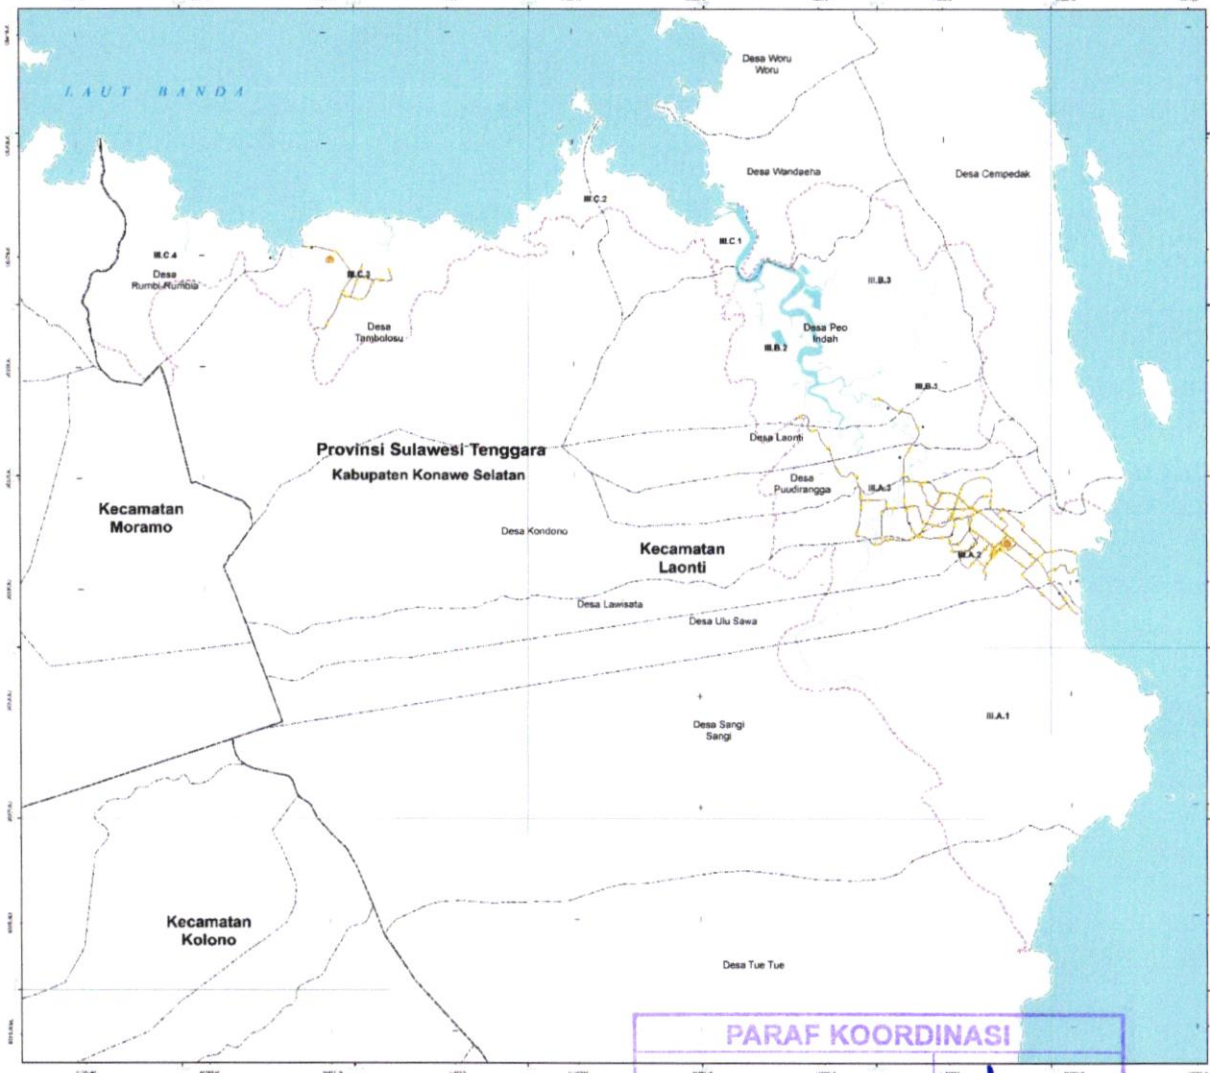 Desa Woru
Woru
LAUT BANDA
Desa Wandaeha
Desa Cempedak
III.C.2
III.C.1
III.C.4
Desa
Rumbi-Rumbia
III.C.3
III.B.3
Desa
Tambolosu
Desa Peo
Indah
III.B.2
III.B.1
Desa Laonti
Provinsi Sulawesi Tenggara
Kabupaten Konawe Selatan
Desa
Puudirangga
III.A.3
Kecamatan
Moramo
Desa Kondono
Kecamatan
Laonti
III.A.2
Desa Lawisata
Desa Ulu Sawa
III.A.1
Desa Sangi
Sangi
Kecamatan
Kolono
Desa Tue Tue
PARAF KOORDINASI